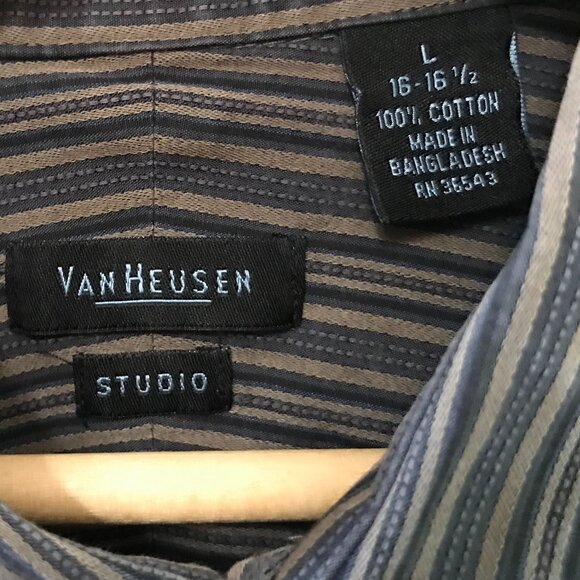 L
16-16 1/2
100% COTTON
MADE IN
BANGLADESH
RN 36543
VAN HEUSEN
STUDIO